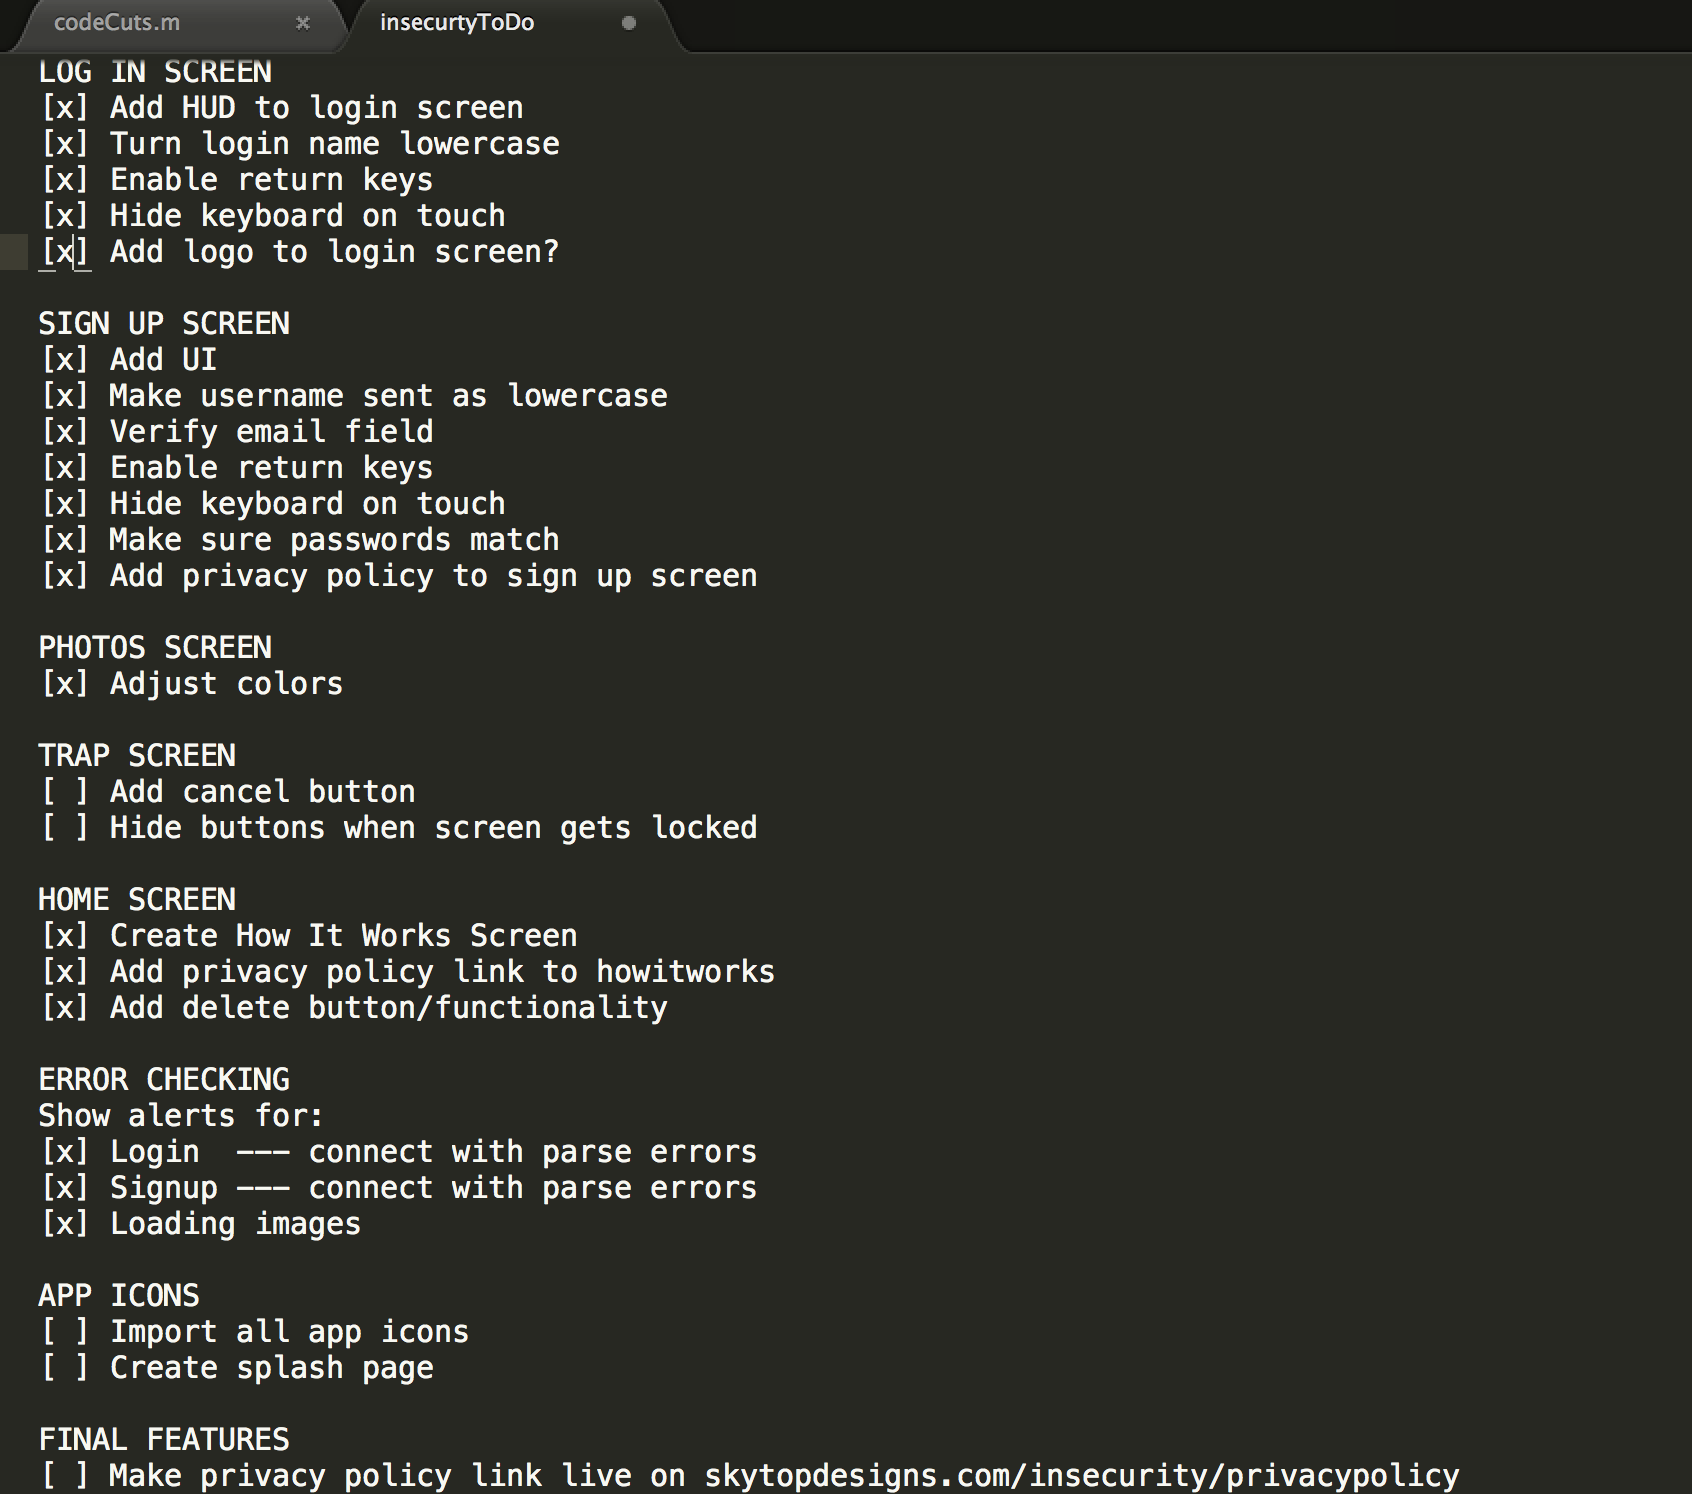 codeCuts.m
insecurtyToDo
LOG IN SCREEN
[x] Add HUD to login screen
[x] Turn login name lowercase
[x] Enable return keys
[x] Hide keyboard on touch
[x] Add logo to login screen?
SIGN UP SCREEN
[x] Add UI
[x] Make username sent as lowercase
[x] Verify email field
[x] Enable return keys
[x] Hide keyboard on touch
[x] Make sure passwords match
[x] Add privacy policy to sign up screen
PHOTOS SCREEN
[x] Adjust colors
TRAP SCREEN
[ ] Add cancel button
[ ] Hide buttons when screen gets locked
HOME SCREEN
[x] Create How It Works Screen
[x] Add privacy policy link to howitworks
[x] Add delete button/functionality
ERROR CHECKING
Show alerts for:
[x] Login  --- connect with parse errors
[x] Signup --- connect with parse errors
[x] Loading images
APP ICONS
[ ] Import all app icons
[ ] Create splash page
FINAL FEATURES
[ ] Make privacy policy link live on skytopdesigns.com/insecurity/privacypolicy